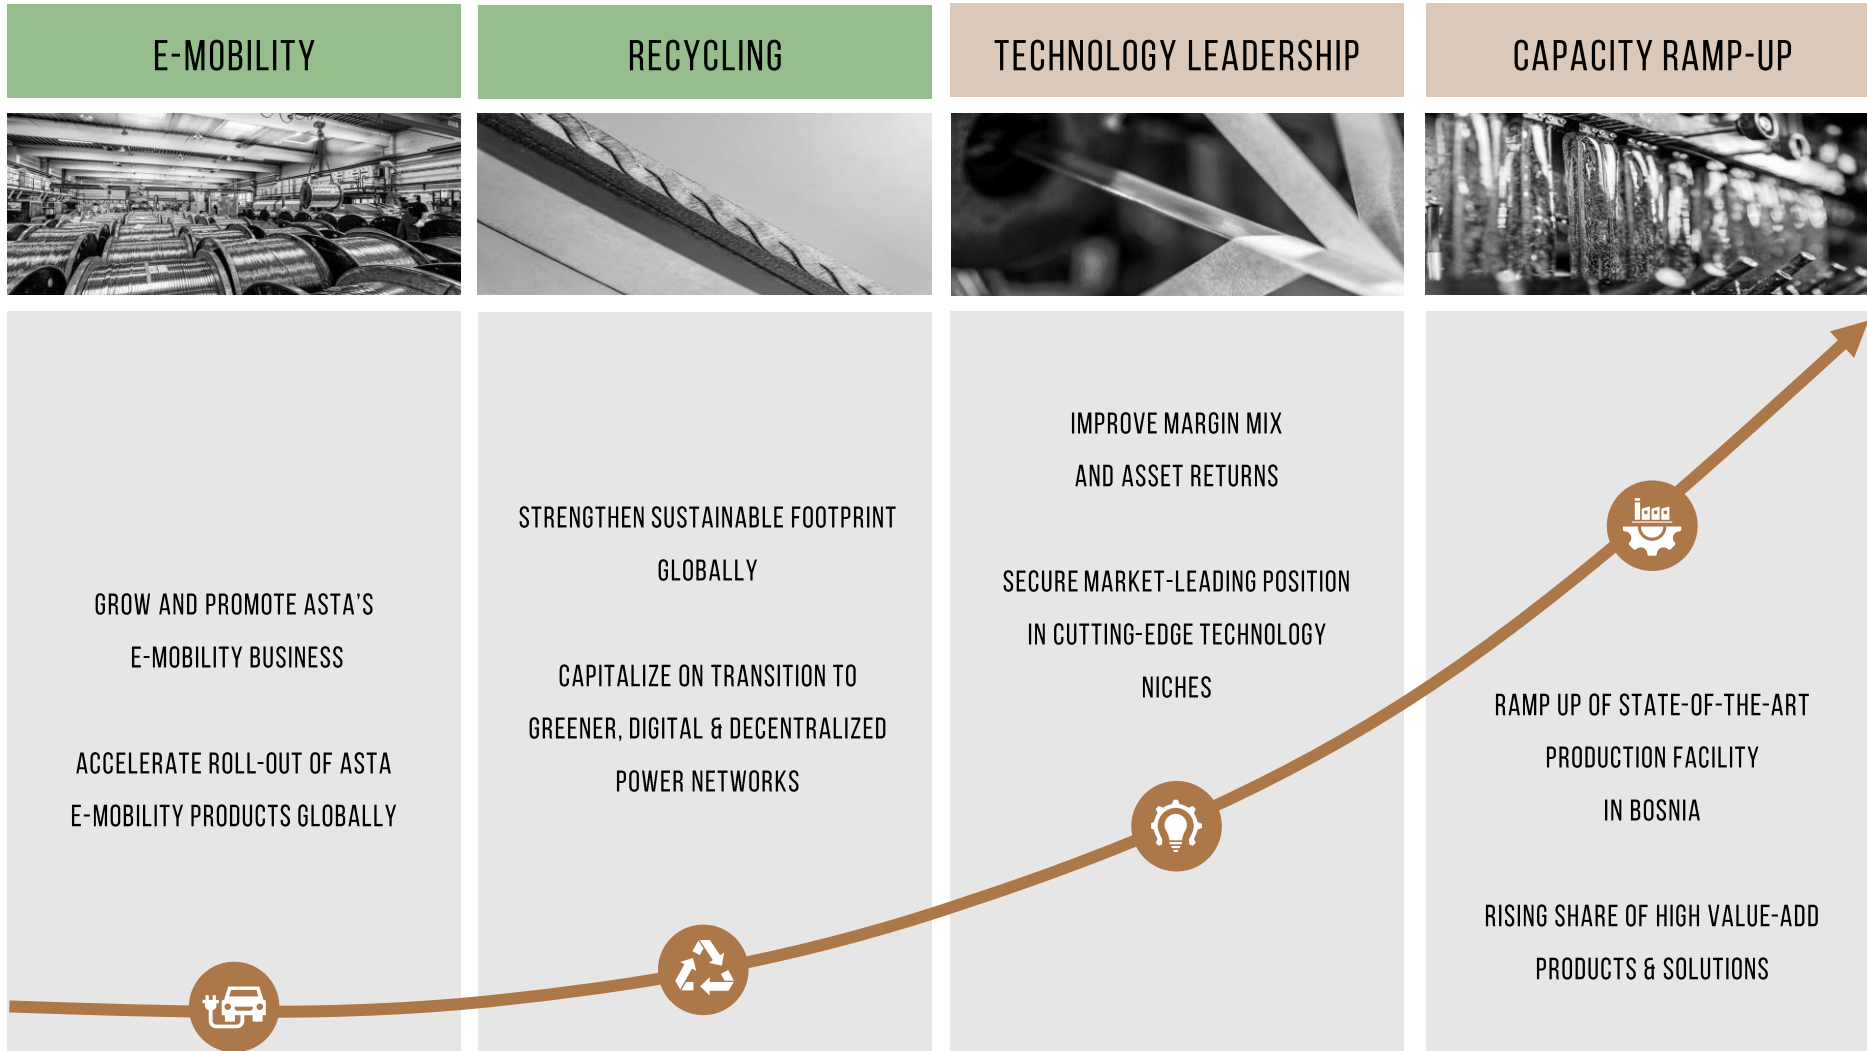 E-MOBILITY
GROW AND PROMOTE ASTA'S
E-MOBILITY BUSINESS
ACCELERATE ROLL-OUT OF ASTA
E-MOBILITY PRODUCTS GLOBALLY
RECYCLING
STRENGTHEN SUSTAINABLE FOOTPRINT
GLOBALLY
CAPITALIZE ON TRANSITION TO
GREENER, DIGITAL & DECENTRALIZED
POWER NETWORKS
TECHNOLOGY LEADERSHIP
IMPROVE MARGIN MIX
AND ASSET RETURNS
SECURE MARKET-LEADING POSITION
IN CUTTING-EDGE TECHNOLOGY
NICHES
CAPACITY RAMP-UP
RAMP UP OF STATE-OF-THE-ART
PRODUCTION FACILITY
IN BOSNIA
RISING SHARE OF HIGH VALUE-ADD
PRODUCTS & SOLUTIONS